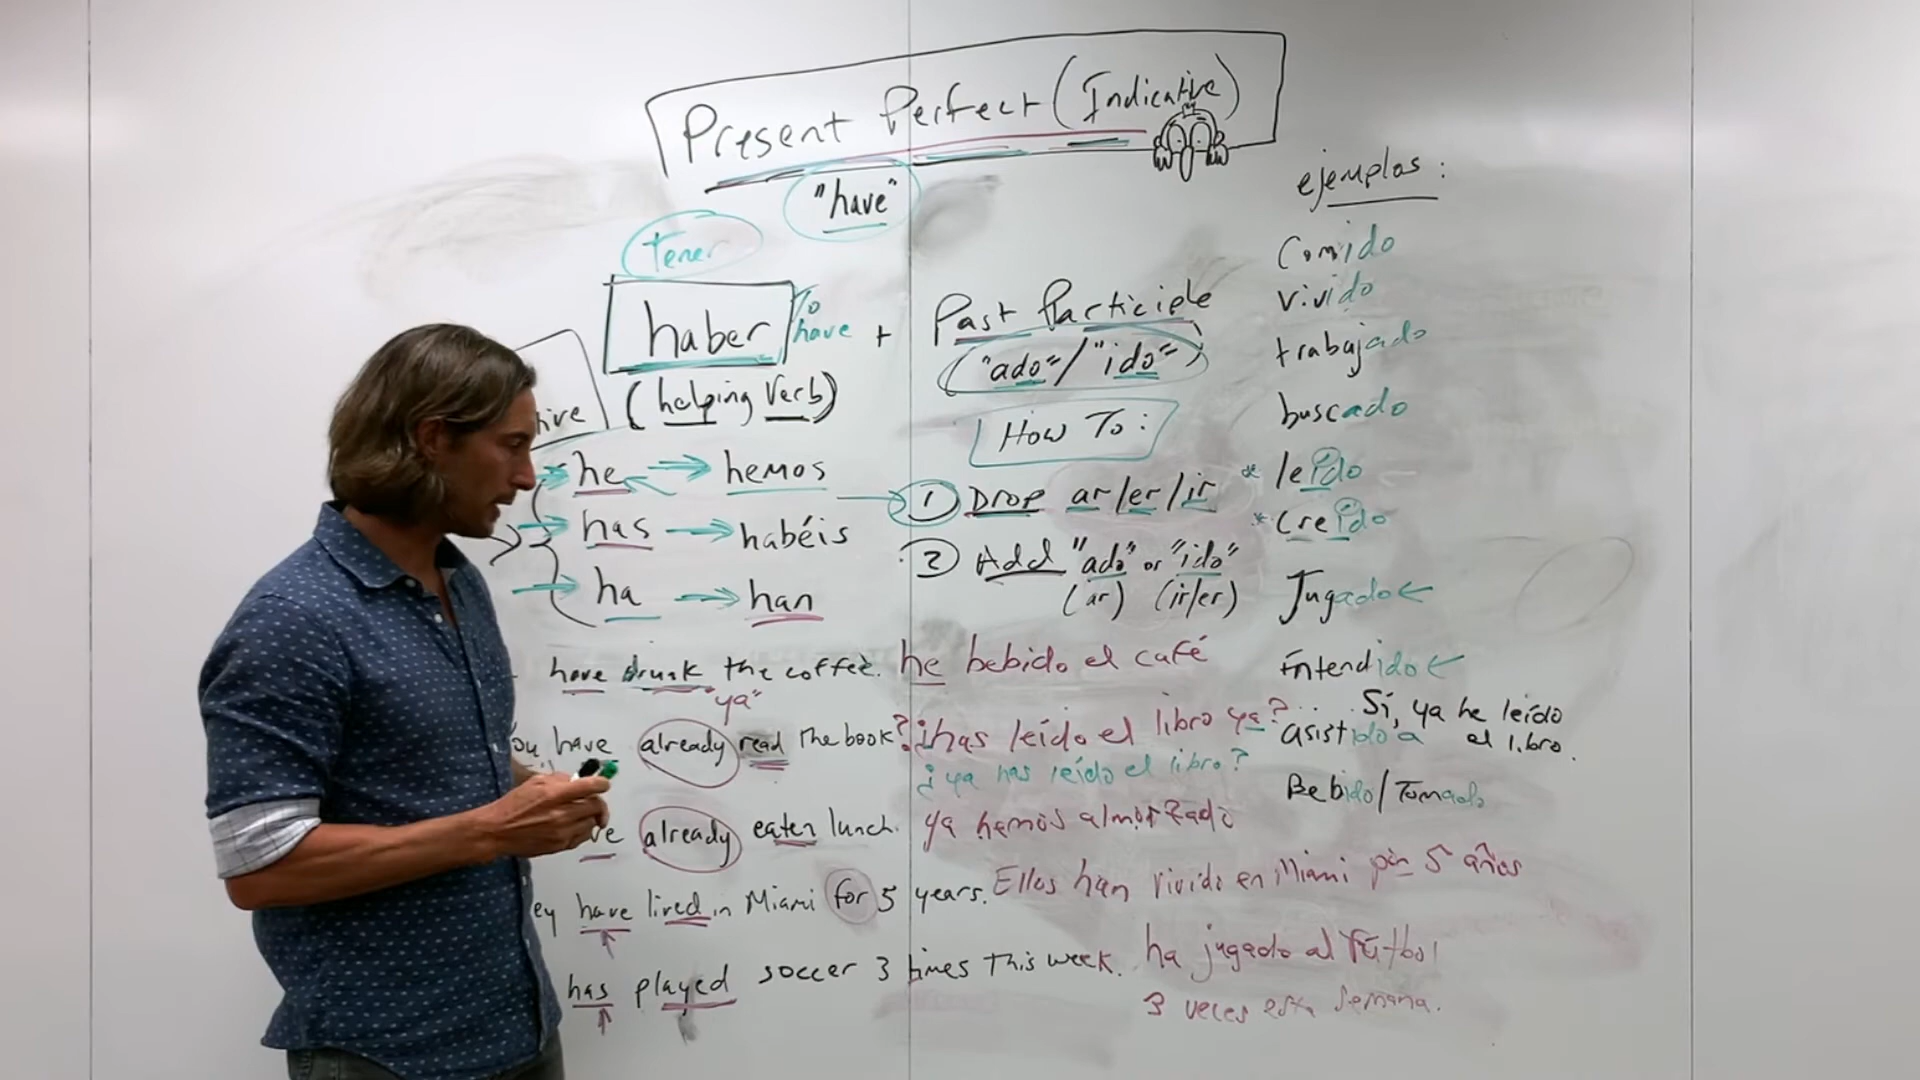 Present Perfect (Indicative)
"have"
tener
haber To have + Past Participle
("ado"/"ido")
(helping Verb)
tive
he → hemos
has → habéis
ha → han
How To:
1 Drop ar/er/ir
2 Add "ado" or "ido"
(ar) (ir/er)
ejemplos:
Comido
vivido
trabajado
buscado
* leído
* Creído
Jugado ←
Entendido ←
asistido a
Bebido/Tomado
have drunk the coffee. he bebido el café
"ya"
ou have already read the book? ¿has leído el libro ya?
¿ya has leído el libro?
Sí, ya he leído
el libro.
ve already eaten lunch. ya hemos almorzado
ey have lived in Miami for 5 years. Ellos han vivido en Miami por 5 años
has played soccer 3 times this week. ha jugado al fútbol
3 veces esta semana.